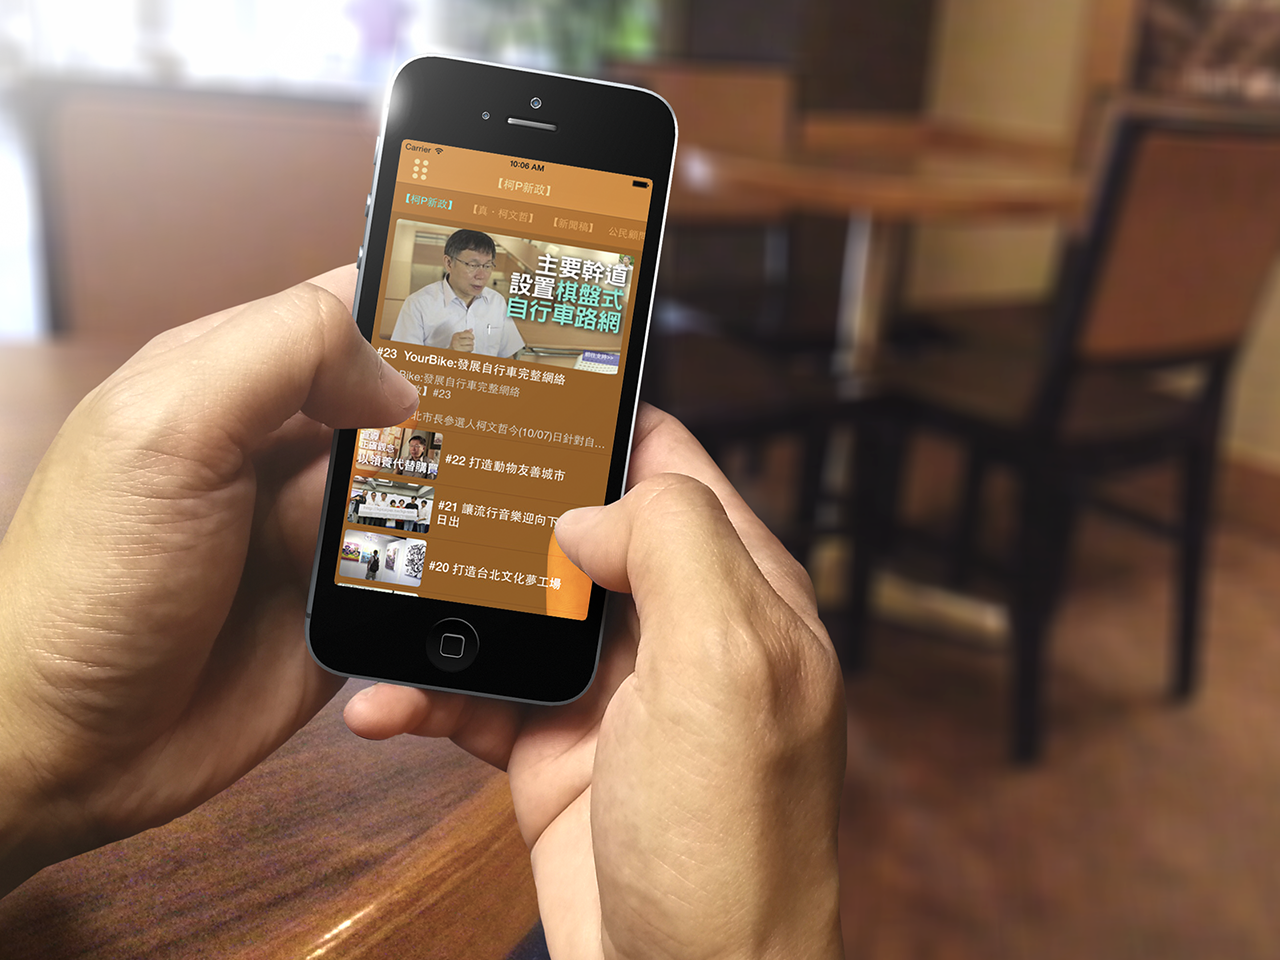 Carrier
10:06 AM
【柯P新政】
【柯P新政】 【真・柯文哲】 【新聞稿】 公民顧問
主要幹道
設置棋盤式
自行車路網
#23 YourBike:發展自行車完整網絡
Bike:發展自行車完整網絡
】#23
北市長參選人柯文哲今(10/07)日針對自...
正確觀念
以領養代替購買
#22 打造動物友善城市
#21 讓流行音樂迎向下
日出
#20 打造台北文化夢工場